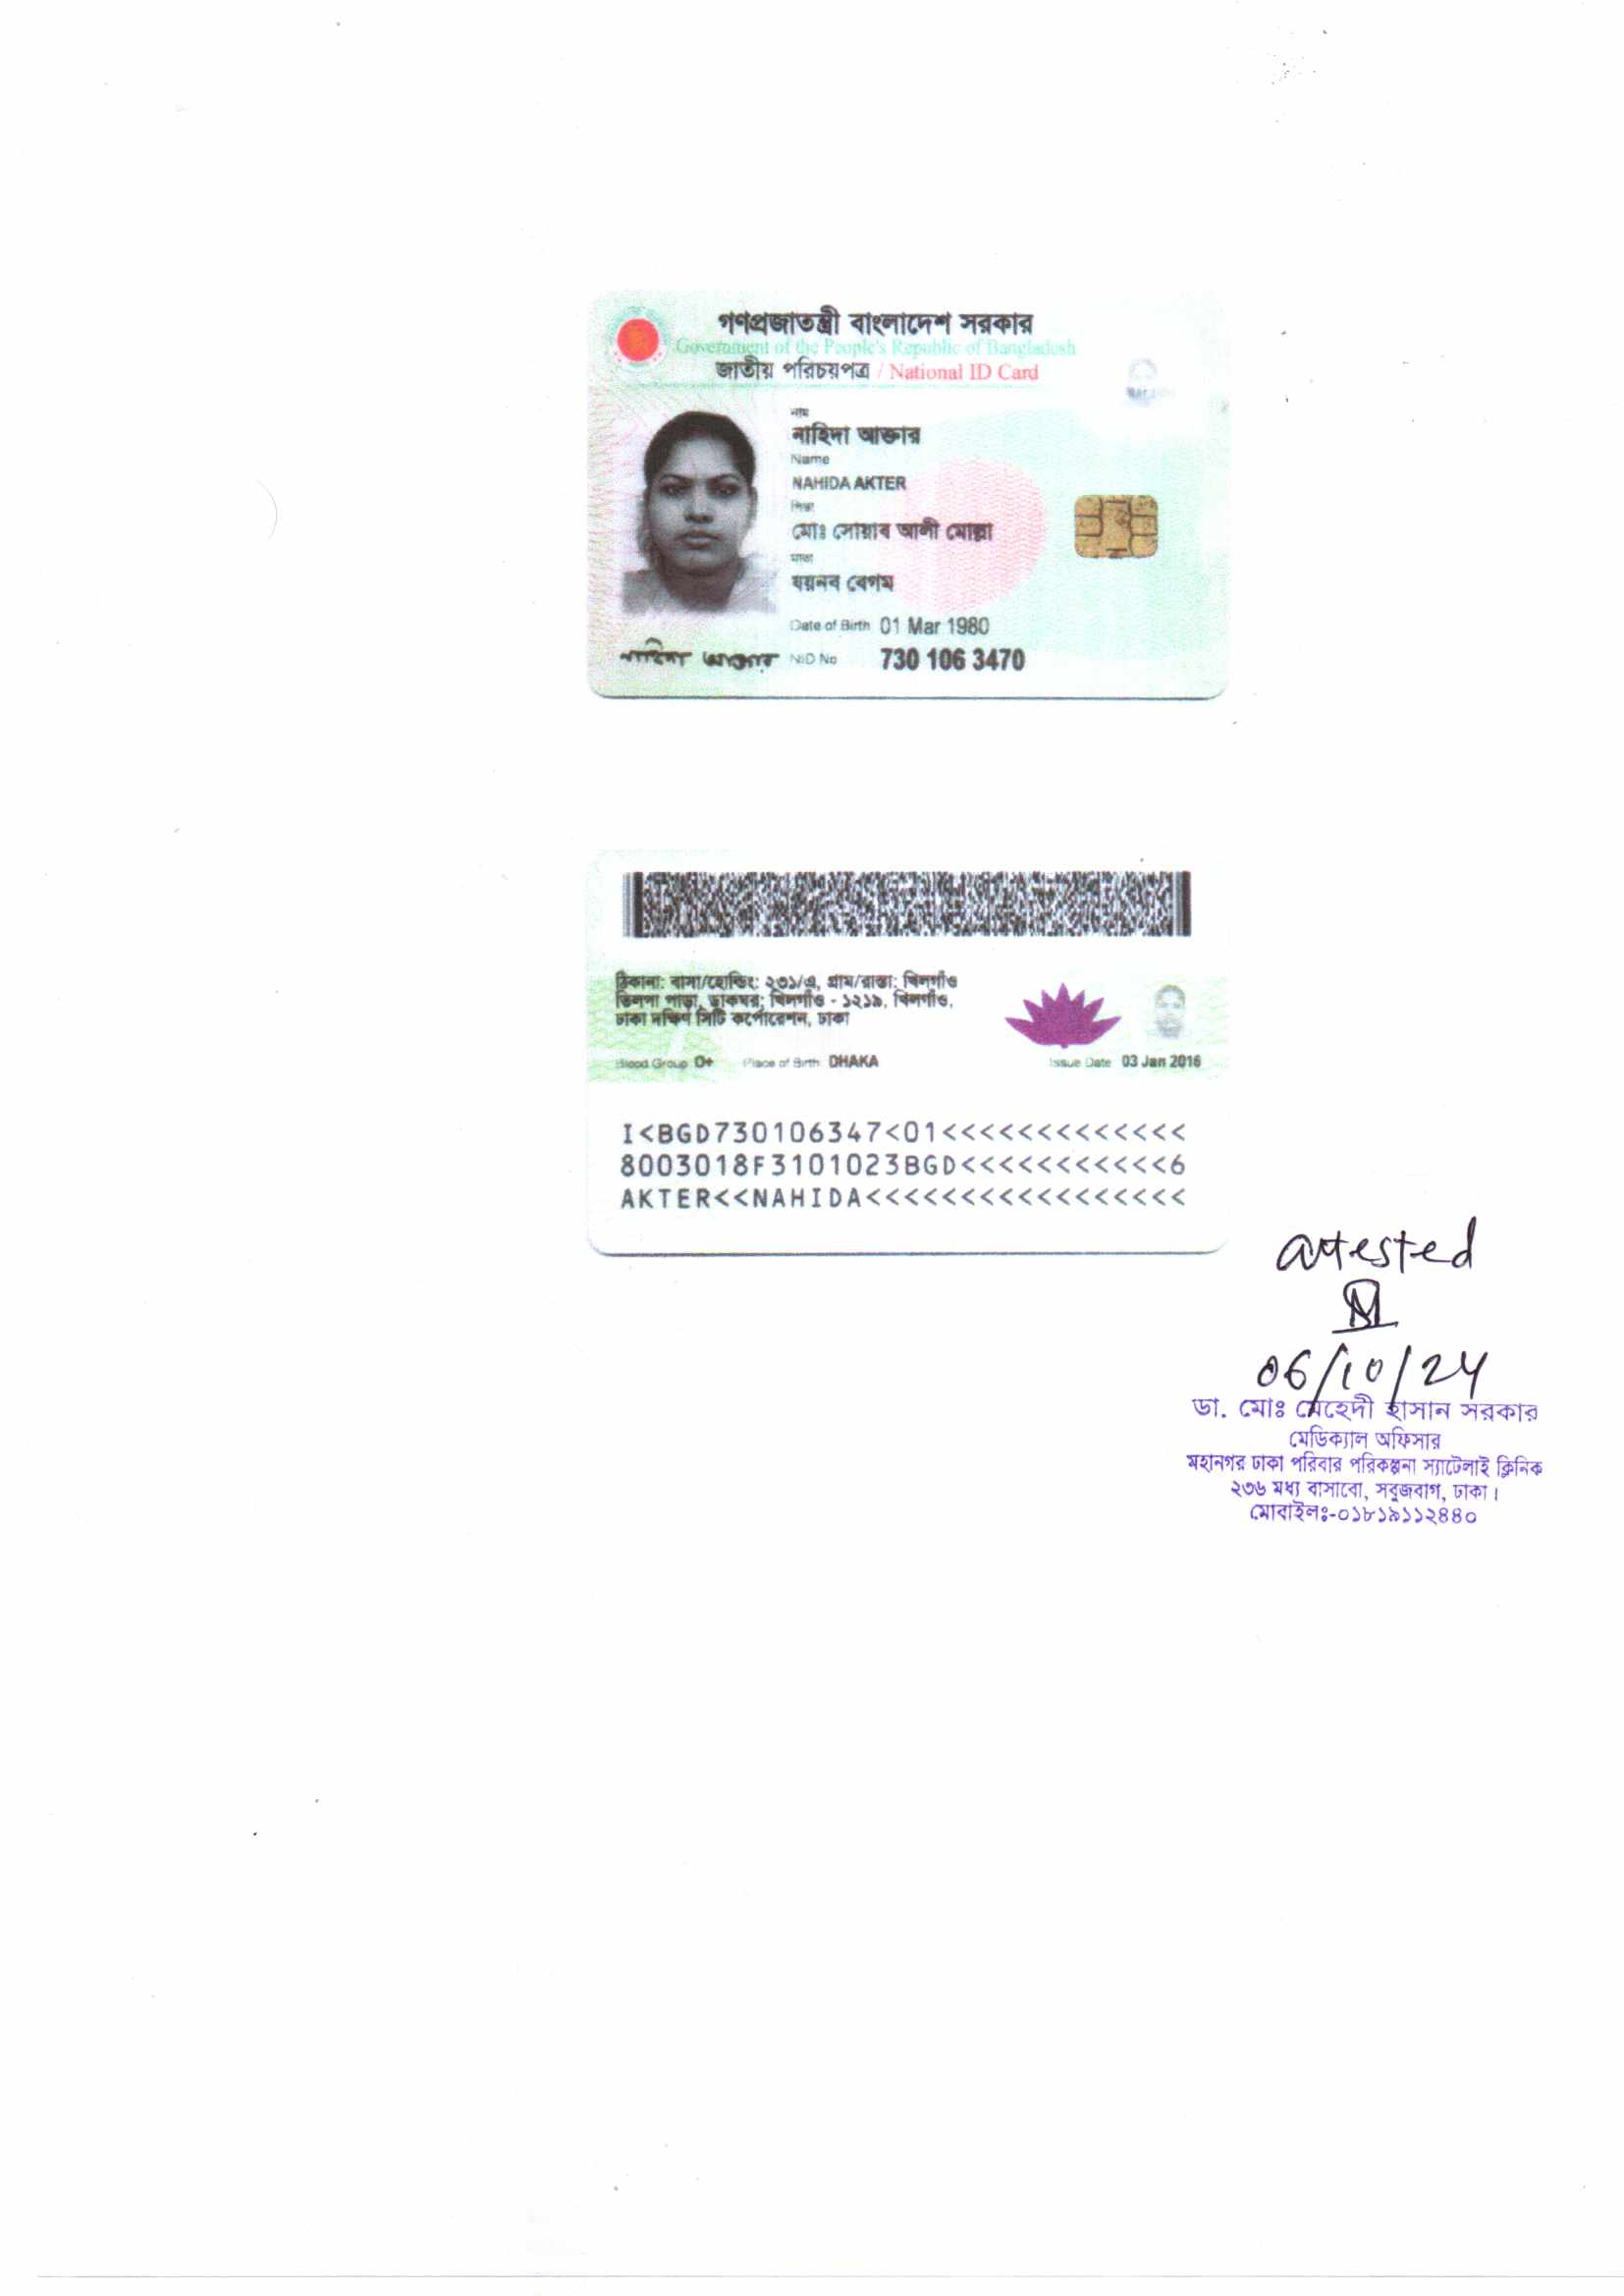 গণপ্রজাতন্ত্রী বাংলাদেশ সরকার
Government of the People's Republic of Bangladesh
জাতীয় পরিচয়পত্র / National ID Card
নাম
নাহিদা আক্তার
Name
NAHIDA AKTER
পিতা
মোঃ সোয়াব আলী মোল্লা
মাতা
যয়নব বেগম
Date of Birth 01 Mar 1980
নাহিদা আক্তার NID No 730 106 3470
ঠিকানা: বাসা/হোল্ডিং: ২৩১/এ, গ্রাম/রাস্তা: খিলগাঁও
তিলপা পাড়া, ডাকঘর: খিলগাঁও - ১২১৯, খিলগাঁও,
ঢাকা দক্ষিণ সিটি কর্পোরেশন, ঢাকা
Blood Group O+ Place of Birth DHAKA Issue Date 03 Jan 2016
I<BGD730106347<01<<<<<<<<<<<<<
8003018F3101023BGD<<<<<<<<<<<6
AKTER<<NAHIDA<<<<<<<<<<<<<<<<<
attested
06/10/24
ডা. মোঃ মেহেদী হাসান সরকার
মেডিক্যাল অফিসার
মহানগর ঢাকা পরিবার পরিকল্পনা স্যাটেলাই ক্লিনিক
২৩৬ মধ্য বাসাবো, সবুজবাগ, ঢাকা।
মোবাইলঃ-০১৮১৯১১২৪৪০